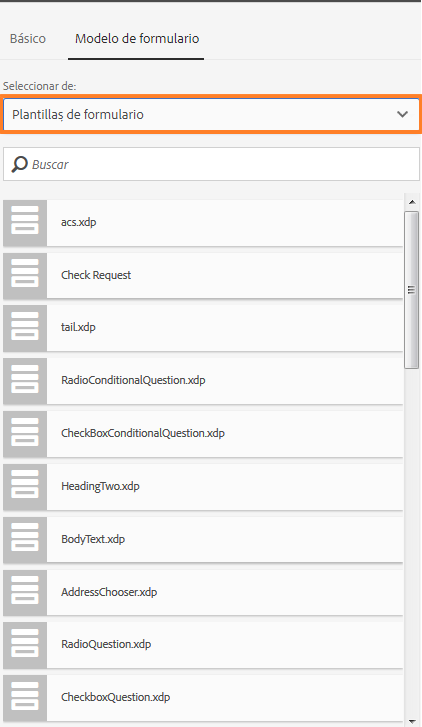 Básico
Modelo de formulario
Seleccionar de:
Plantillas de formulario
Buscar
acs.xdp
Check Request
tail.xdp
RadioConditionalQuestion.xdp
CheckBoxConditionalQuestion.xdp
HeadingTwo.xdp
BodyText.xdp
AddressChooser.xdp
RadioQuestion.xdp
CheckboxQuestion.xdp